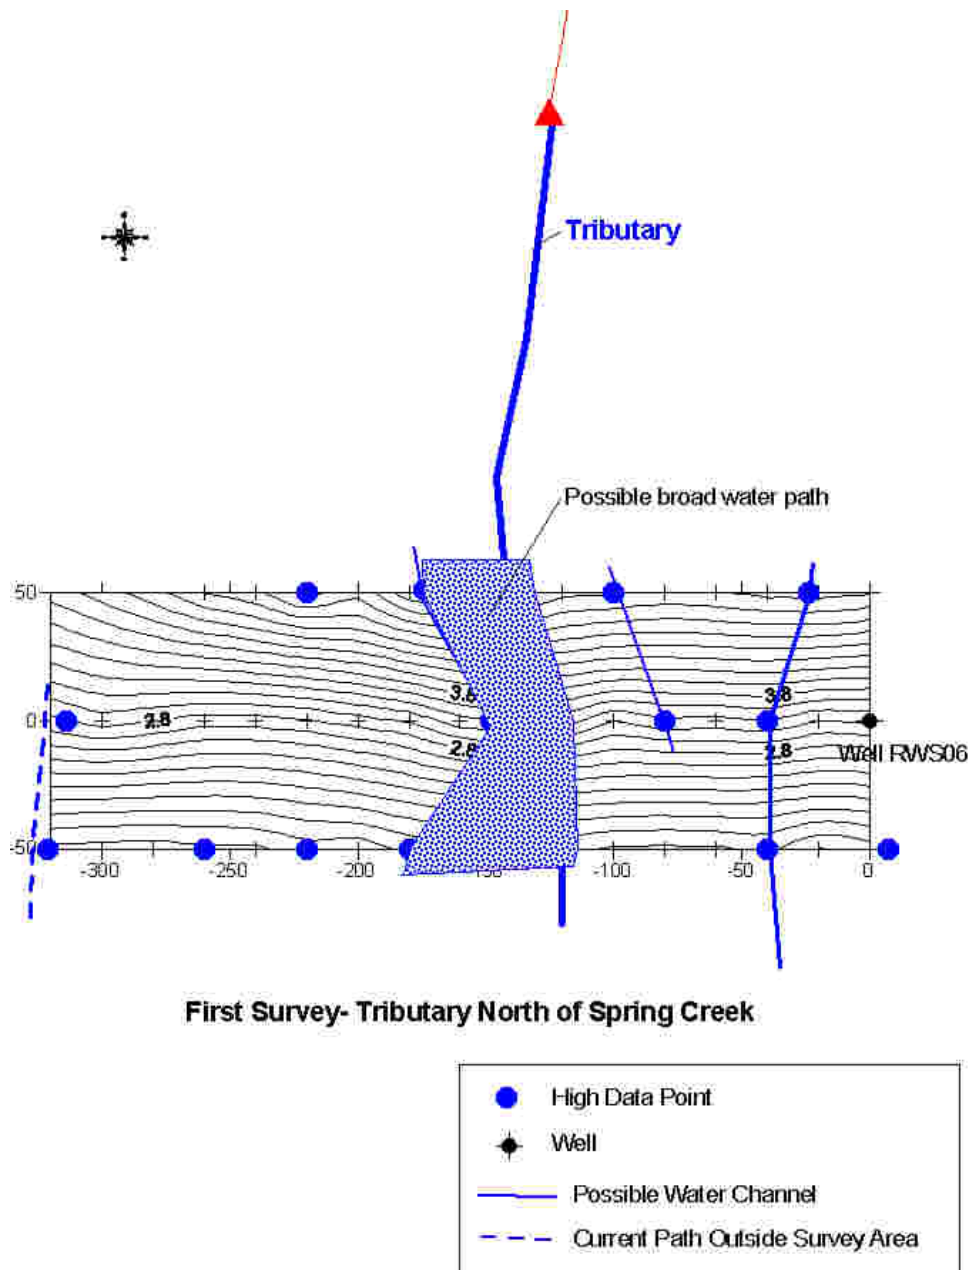 Tributary
Possible broad water path
50
3.8
3.8
0
2.8
2.8
2.8
Well RWS06
-50
-300
-250
-200
-100
-50
0
First Survey- Tributary North of Spring Creek
High Data Point
Well
Possible Water Channel
Current Path Outside Survey Area